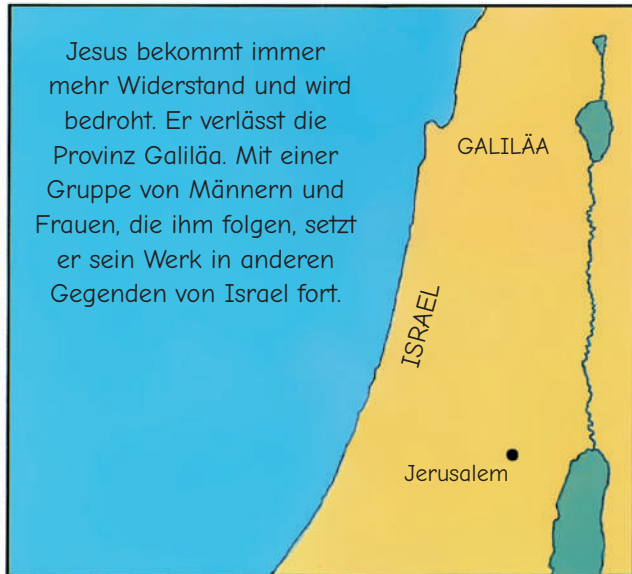 Jesus bekommt immer
mehr Widerstand und wird
bedroht. Er verlässt die
Provinz Galiläa. Mit einer
Gruppe von Männern und
Frauen, die ihm folgen, setzt
er sein Werk in anderen
Gegenden von Israel fort.
GALILÄA
ISRAEL
Jerusalem